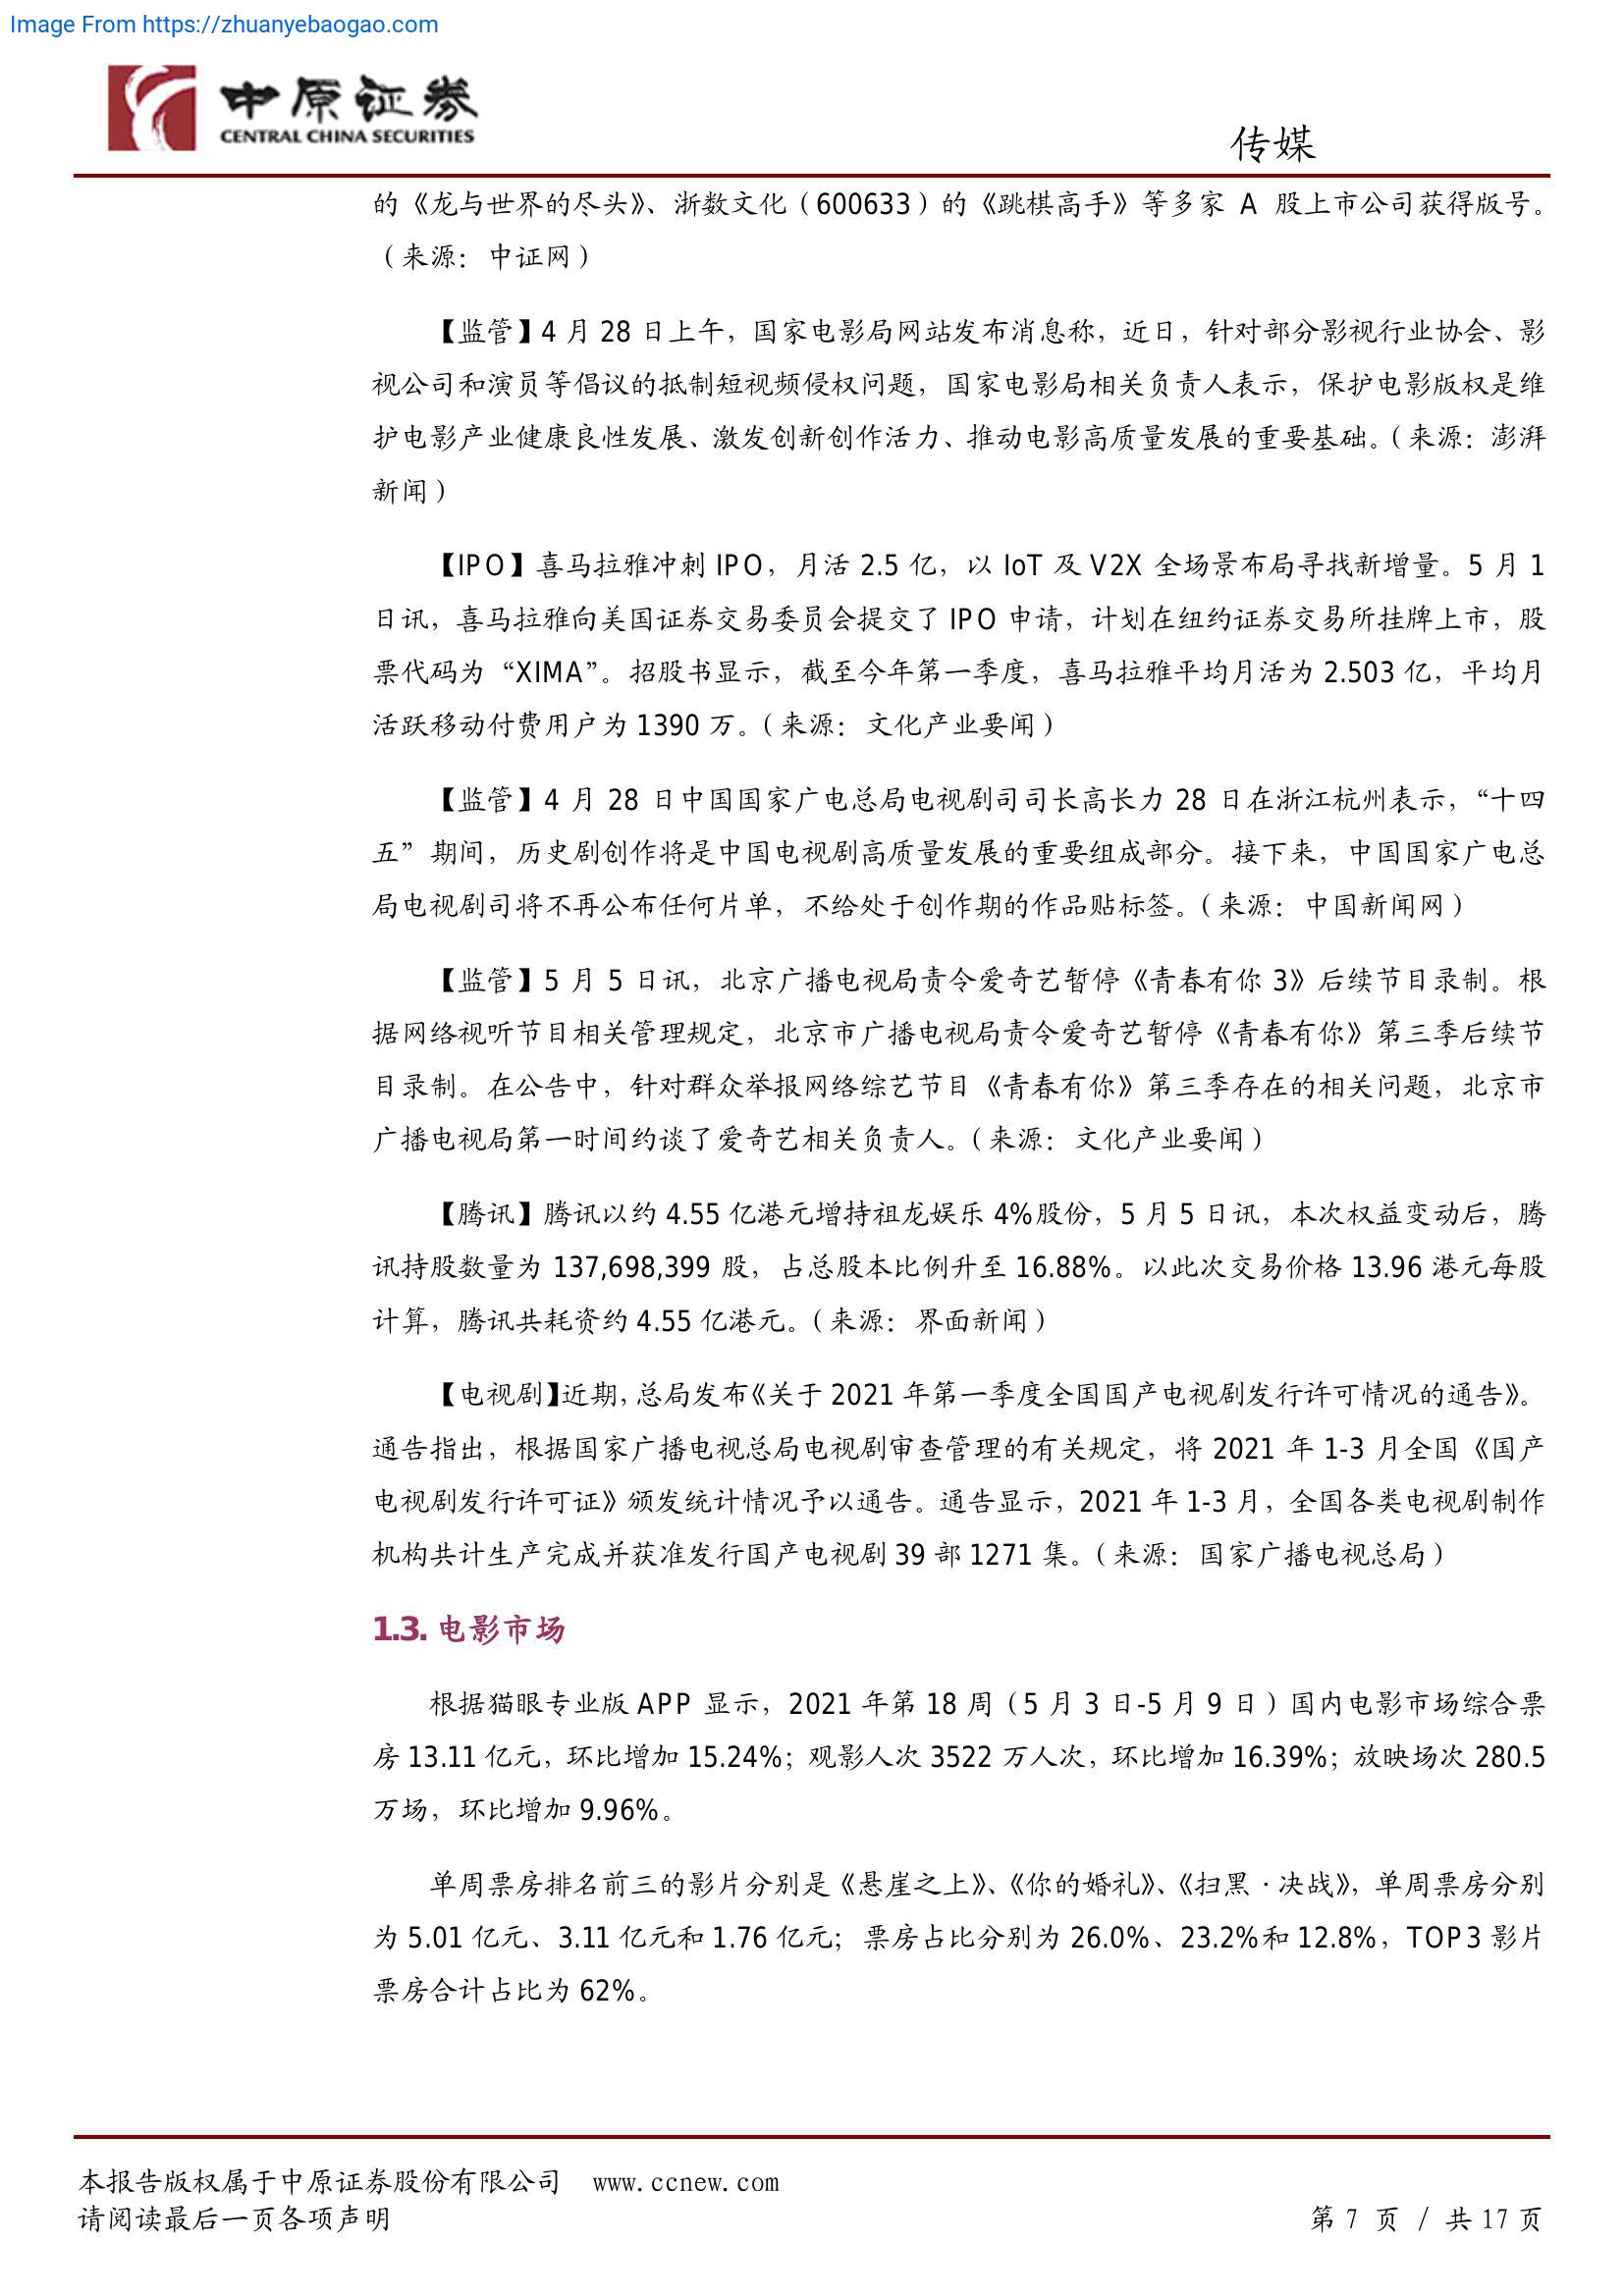 Image From https://zhuanyebaogao.com
中原证券
CENTRAL CHINA SECURITIES
传媒
的《龙与世界的尽头》、浙数文化（600633）的《跳棋高手》等多家 A 股上市公司获得版号。
（来源：中证网）
【监管】4 月 28 日上午，国家电影局网站发布消息称，近日，针对部分影视行业协会、影
视公司和演员等倡议的抵制短视频侵权问题，国家电影局相关负责人表示，保护电影版权是维
护电影产业健康良性发展、激发创新创作活力、推动电影高质量发展的重要基础。（来源：澎湃
新闻）
【IPO】喜马拉雅冲刺 IPO，月活 2.5 亿，以 IoT 及 V2X 全场景布局寻找新增量。5 月 1
日讯，喜马拉雅向美国证券交易委员会提交了 IPO 申请，计划在纽约证券交易所挂牌上市，股
票代码为“XIMA”。招股书显示，截至今年第一季度，喜马拉雅平均月活为 2.503 亿，平均月
活跃移动付费用户为 1390 万。（来源：文化产业要闻）
【监管】4 月 28 日中国国家广电总局电视剧司司长高长力 28 日在浙江杭州表示，“十四
五”期间，历史剧创作将是中国电视剧高质量发展的重要组成部分。接下来，中国国家广电总
局电视剧司将不再公布任何片单，不给处于创作期的作品贴标签。（来源：中国新闻网）
【监管】5 月 5 日讯，北京广播电视局责令爱奇艺暂停《青春有你 3》后续节目录制。根
据网络视听节目相关管理规定，北京市广播电视局责令爱奇艺暂停《青春有你》第三季后续节
目录制。在公告中，针对群众举报网络综艺节目《青春有你》第三季存在的相关问题，北京市
广播电视局第一时间约谈了爱奇艺相关负责人。（来源：文化产业要闻）
【腾讯】腾讯以约 4.55 亿港元增持祖龙娱乐 4%股份，5 月 5 日讯，本次权益变动后，腾
讯持股数量为 137,698,399 股，占总股本比例升至 16.88%。以此次交易价格 13.96 港元每股
计算，腾讯共耗资约 4.55 亿港元。（来源：界面新闻）
【电视剧】近期，总局发布《关于 2021 年第一季度全国国产电视剧发行许可情况的通告》。
通告指出，根据国家广播电视总局电视剧审查管理的有关规定，将 2021 年 1-3 月全国《国产
电视剧发行许可证》颁发统计情况予以通告。通告显示，2021 年 1-3 月，全国各类电视剧制作
机构共计生产完成并获准发行国产电视剧 39 部 1271 集。（来源：国家广播电视总局）
1.3. 电影市场
根据猫眼专业版 APP 显示，2021 年第 18 周（5 月 3 日-5 月 9 日）国内电影市场综合票
房 13.11 亿元，环比增加 15.24%；观影人次 3522 万人次，环比增加 16.39%；放映场次 280.5
万场，环比增加 9.96%。
单周票房排名前三的影片分别是《悬崖之上》、《你的婚礼》、《扫黑·决战》，单周票房分别
为 5.01 亿元、3.11 亿元和 1.76 亿元；票房占比分别为 26.0%、23.2%和 12.8%，TOP3 影片
票房合计占比为 62%。
本报告版权属于中原证券股份有限公司 www.ccnew.com
请阅读最后一页各项声明
第 7 页 / 共 17 页